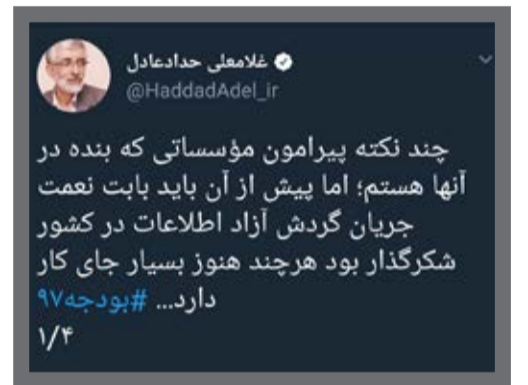 غلامعلی حدادعادل
@HaddadAdel_ir
چند نکته پیرامون مؤسساتی که بنده در
آنها هستم؛ اما پیش از آن باید بابت نعمت
جریان گردش آزاد اطلاعات در کشور
شکرگذار بود هرچند هنوز بسیار جای کار
دارد... #بودجه۹۷
۱/۴